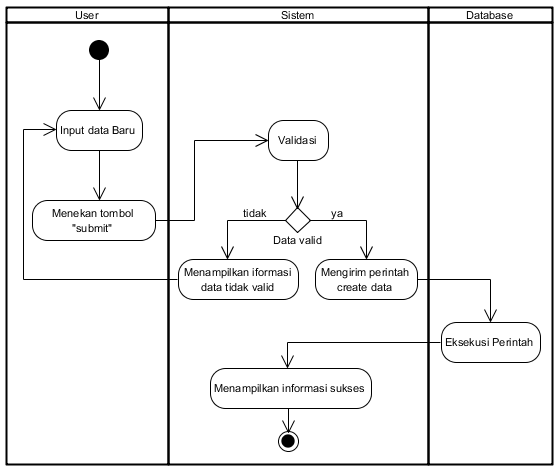 User
Sistem
Database
Input data Baru
Validasi
Menekan tombol
"submit"
tidak
ya
Data valid
Menampilkan iformasi
data tidak valid
Mengirim perintah
create data
Eksekusi Perintah
Menampilkan informasi sukses